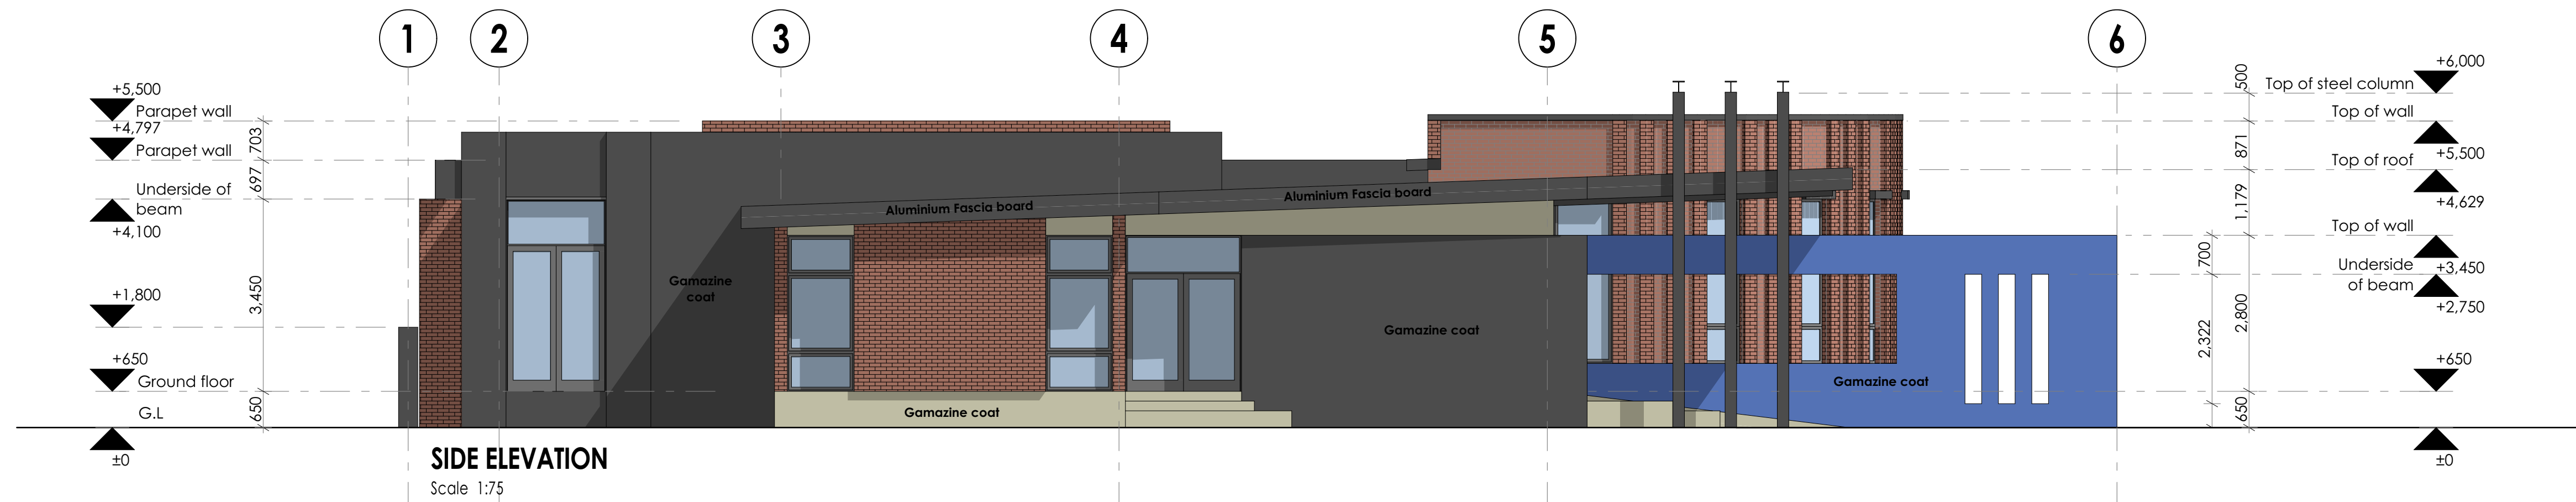 1
2
3
4
5
6
+5,500
Parapet wall
+4,797
Parapet wall
Underside of
beam
+4,100
+1,800
+650
Ground floor
G.L
±0
703
697
3,450
650
Aluminium Fascia board
Aluminium Fascia board
Gamazine
coat
Gamazine coat
Gamazine coat
Gamazine coat
+6,000
Top of steel column
Top of wall
+5,500
Top of roof
+4,629
Top of wall
+3,450
Underside
of beam
+2,750
+650
±0
500
871
1,179
2,800
650
700
2,322
SIDE ELEVATION
Scale 1:75